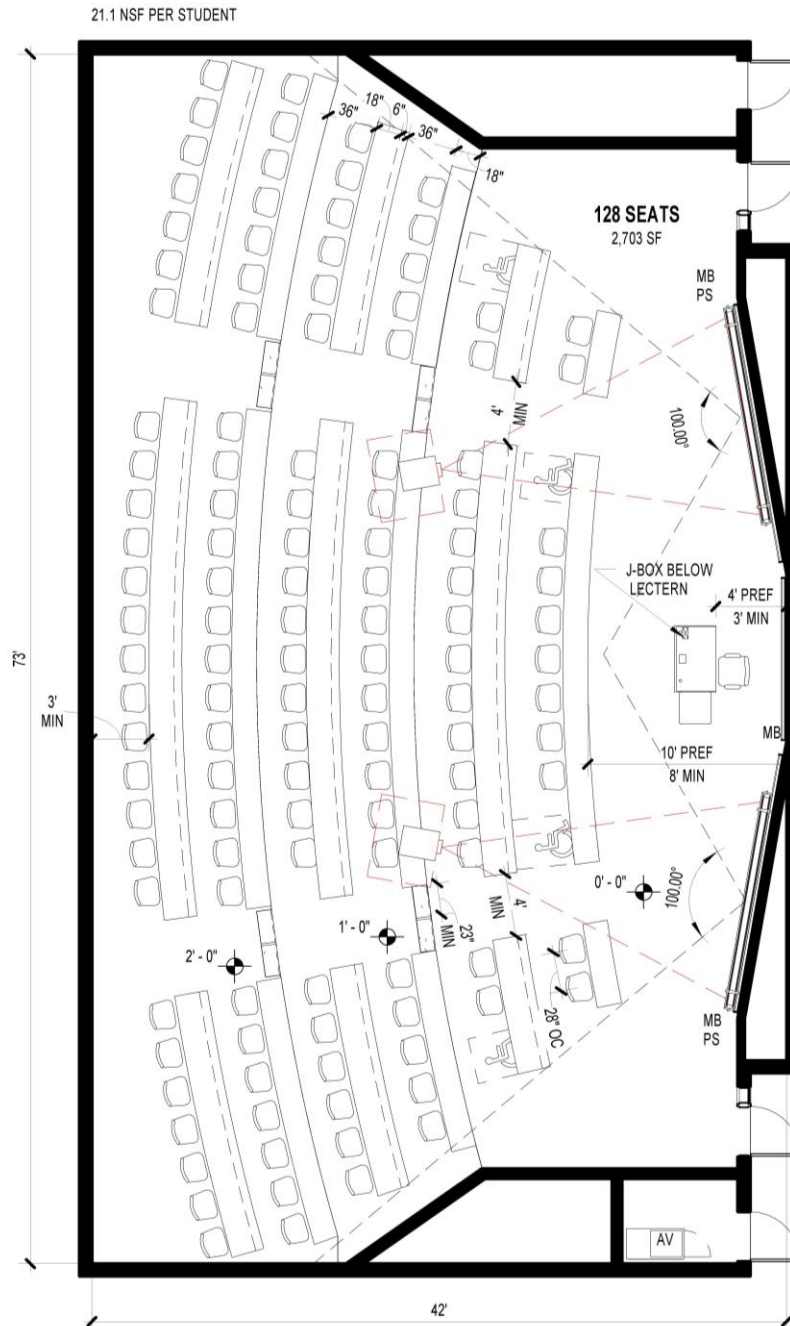 21.1 NSF PER STUDENT
36"
18"
6"
36"
18"
128 SEATS
2,703 SF
MB
PS
4'
MIN
100.00°
J-BOX BELOW
LECTERN
4' PREF
3' MIN
73'
3'
MIN
MB
10' PREF
8' MIN
0' - 0"
100.00°
4'
MIN
23"
MIN
1' - 0"
2' - 0"
28" OC
MB
PS
AV
42'